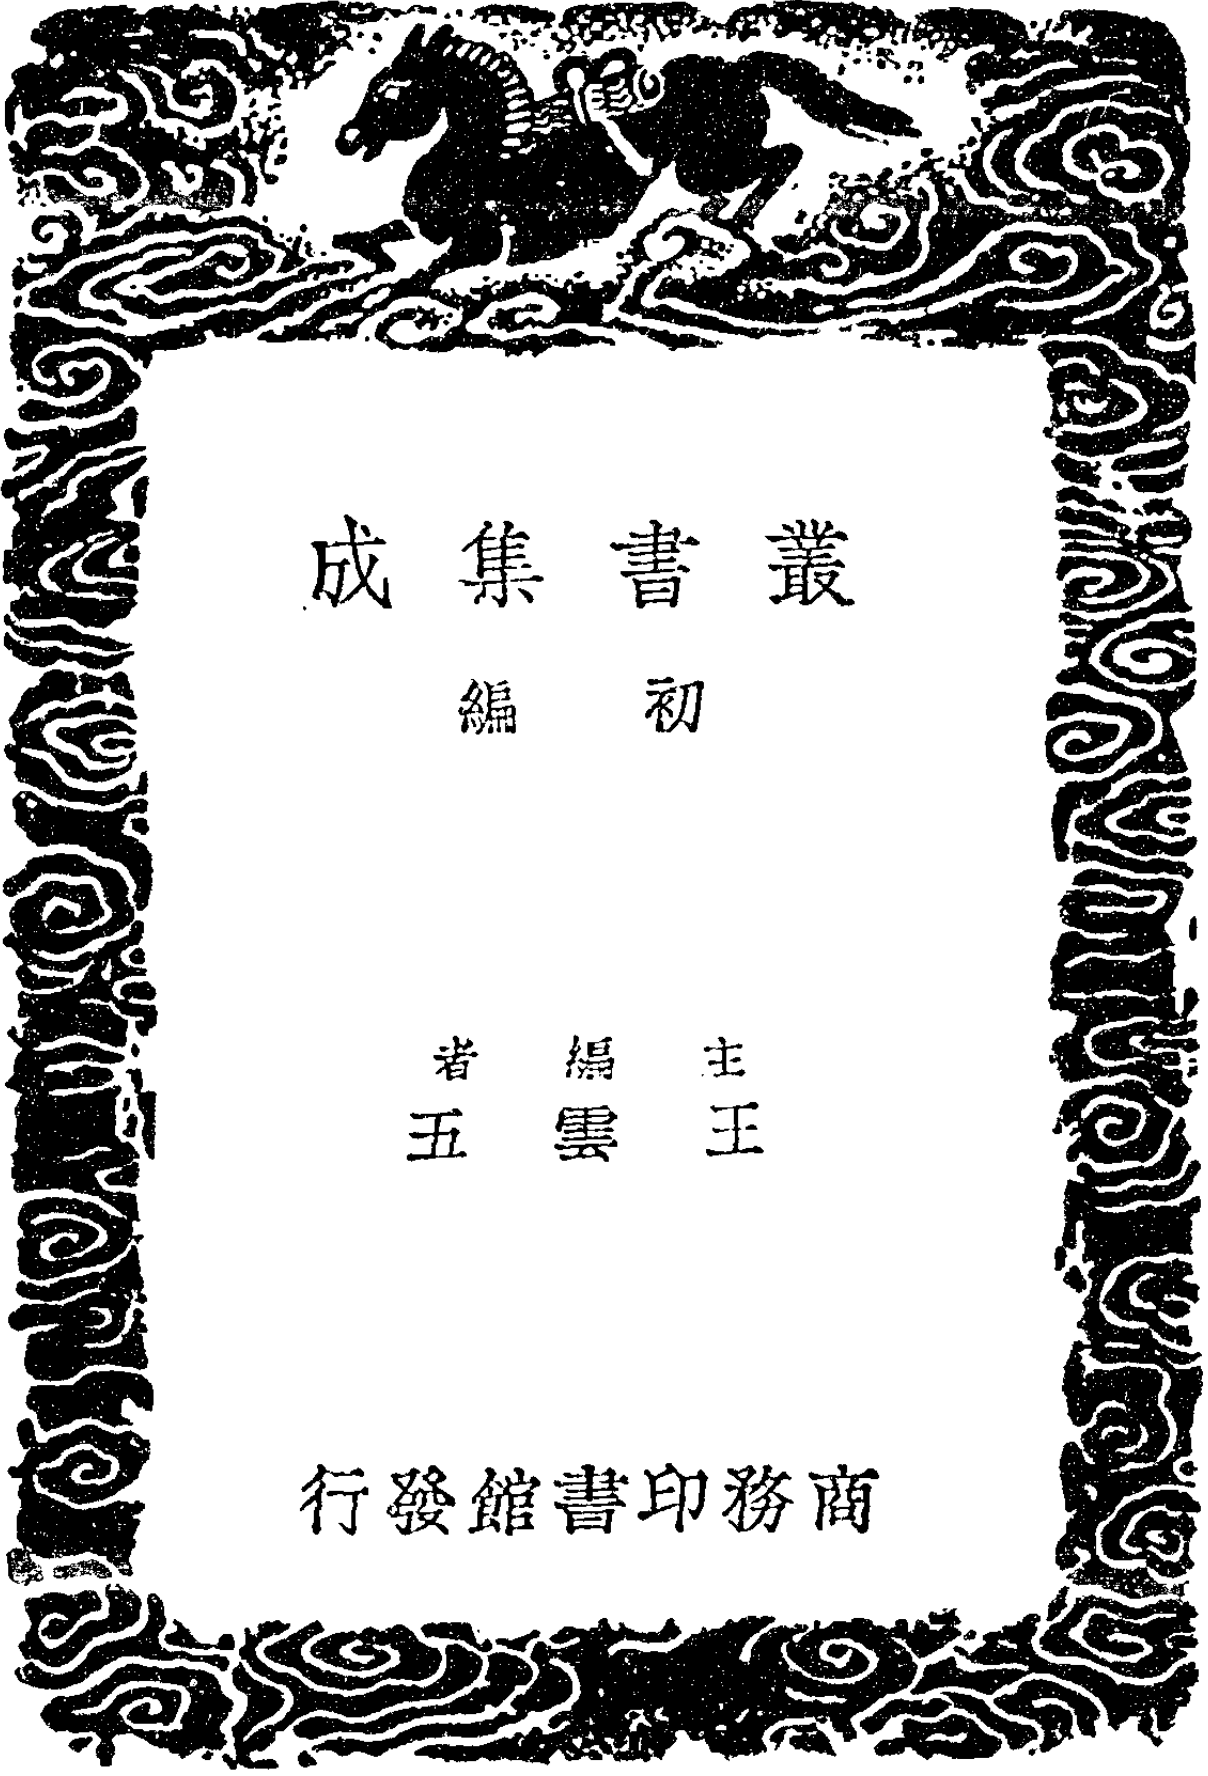 叢書集成
初編
主編者
王雲五
商務印書館發行